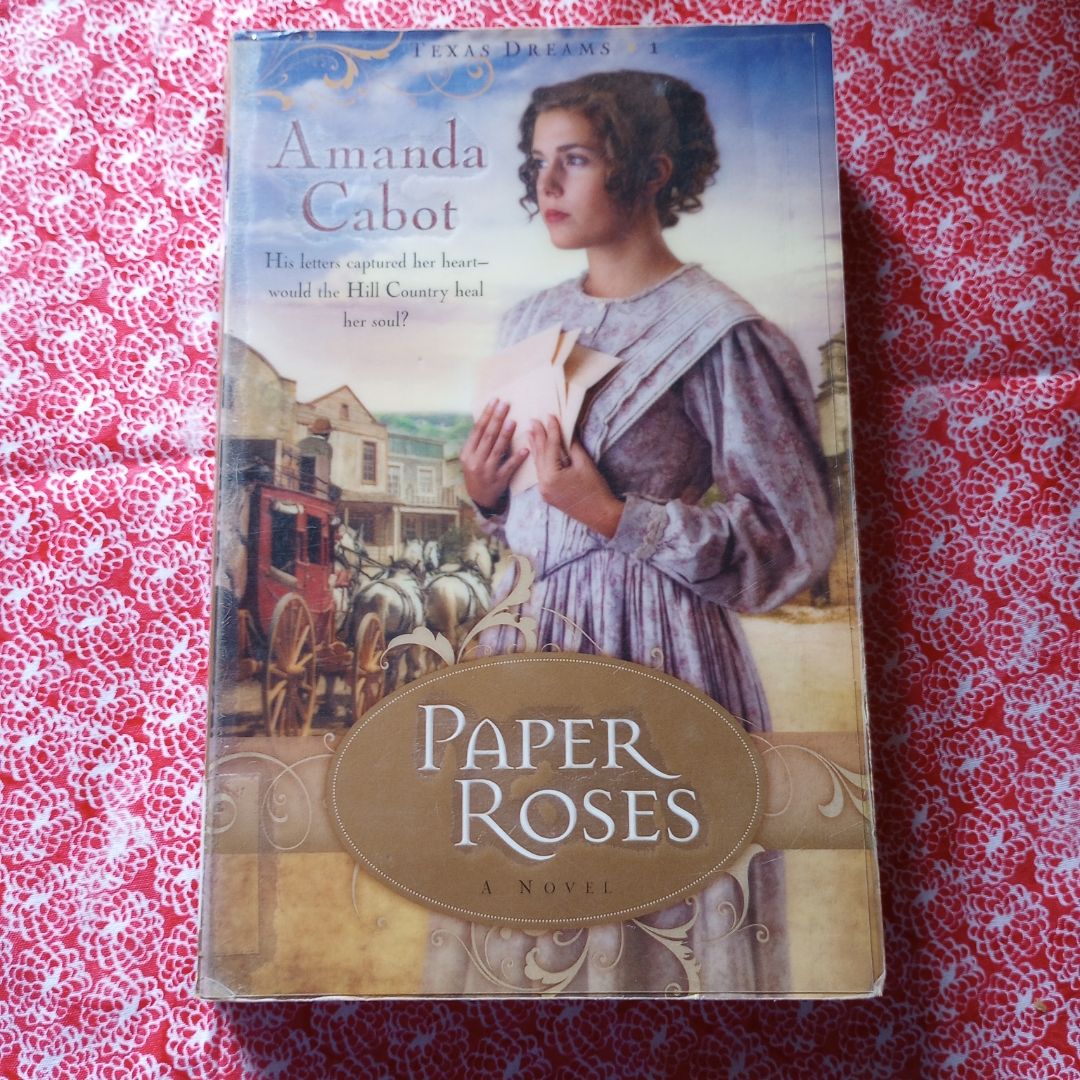 TEXAS DREAMS • 1
Amanda
Cabot
His letters captured her heart—
would the Hill Country heal
her soul?
PAPER
ROSES
A NOVEL